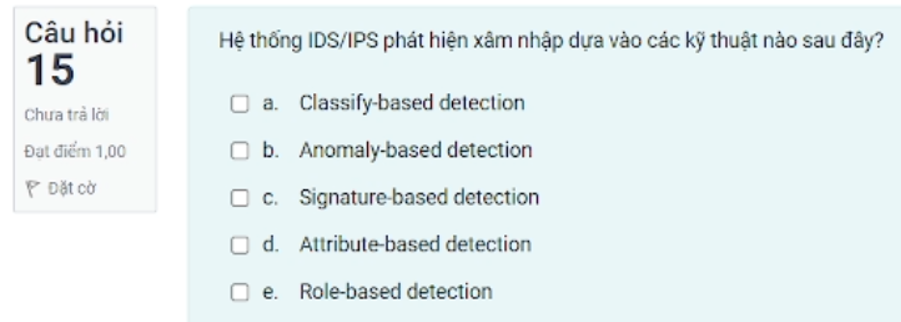 Câu hỏi
15
Chưa trả lời
Đạt điểm 1,00
Đặt cờ
Hệ thống IDS/IPS phát hiện xâm nhập dựa vào các kỹ thuật nào sau đây?
a. Classify-based detection
b. Anomaly-based detection
c. Signature-based detection
d. Attribute-based detection
e. Role-based detection